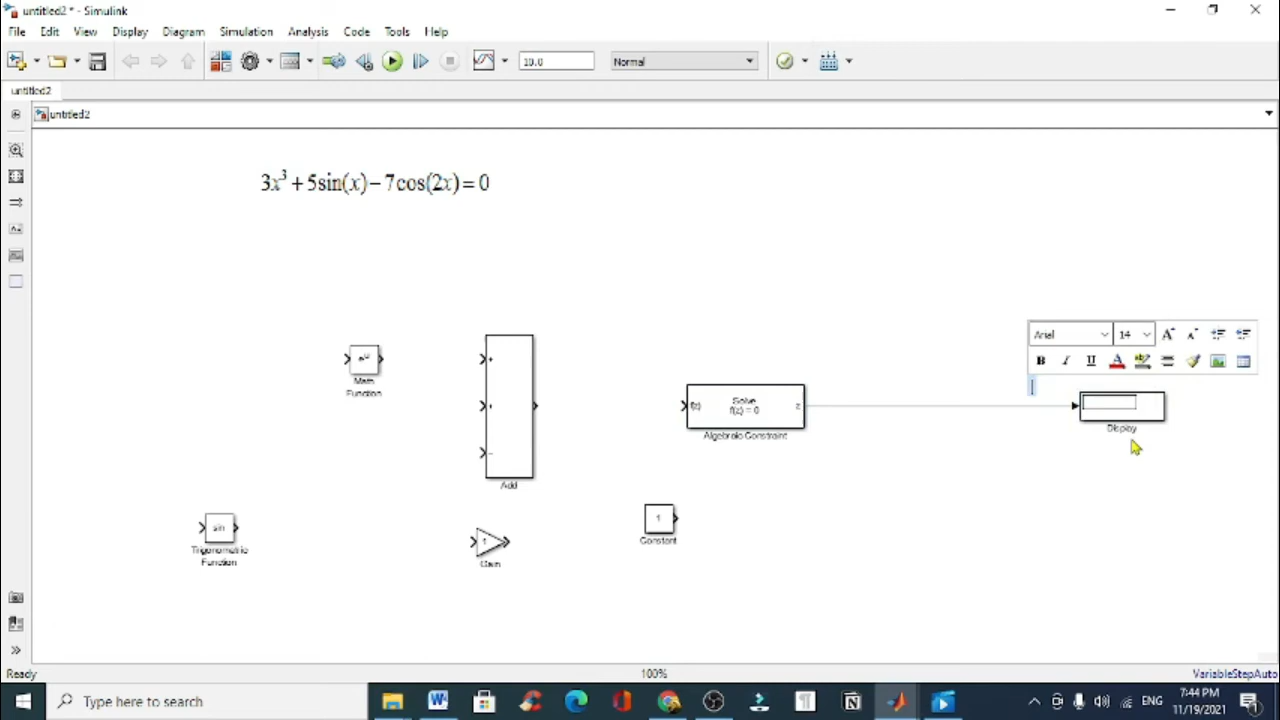 untitled2 * - Simulink
File Edit View Display Diagram Simulation Analysis Code Tools Help
10.0 Normal
untitled2
untitled2
3x³ + 5sin(x) − 7cos(2x) = 0
Arial 14
B I U A
Math
Function
+
+
−
Add
f(z) Solve
f(z) = 0 z
Algebraic Constraint
Display
sin
Trigonometric
Function
1
Gain
1
Constant
Ready 100% VariableStepAuto
Type here to search
ENG 7:44 PM
11/19/2021